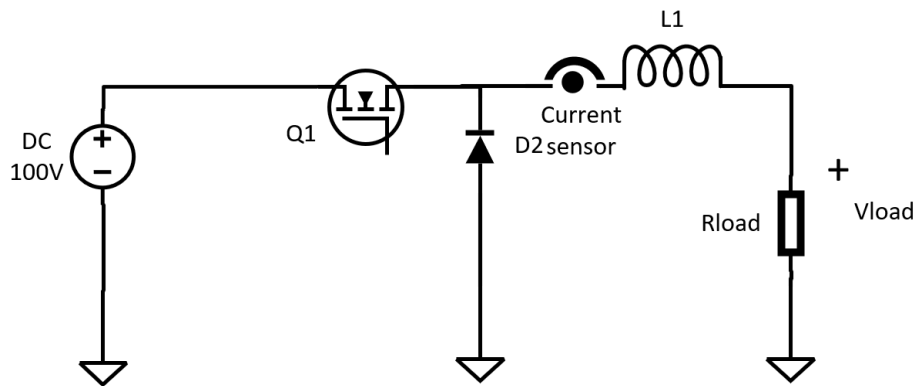 L1
Q1
Current
D2 sensor
DC
100V
+
−
+
Rload
Vload